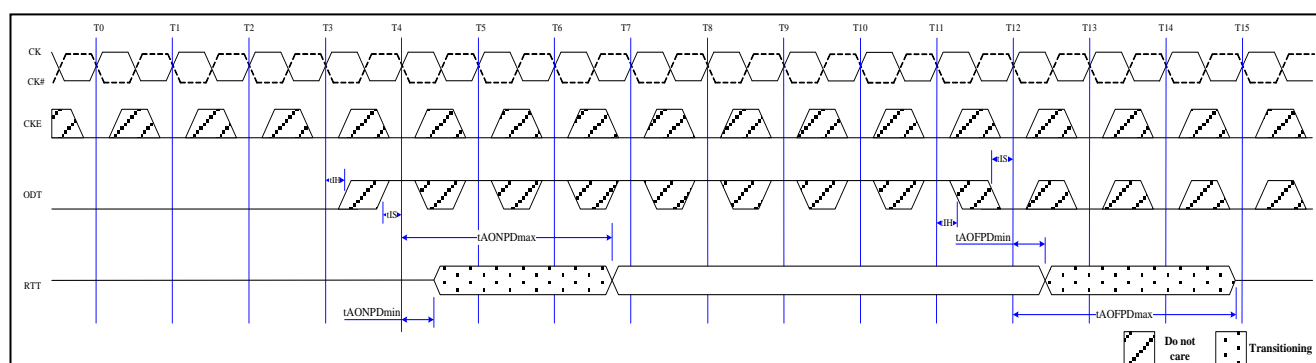 T0 T1 T2 T3 T4 T5 T6 T7 T8 T9 T10 T11 T12 T13 T14 T15
CK
CK#
CKE
tIS
tIH
ODT
tIS
tIH
tAONPDmax
tAOFPDmin
RTT
tAONPDmin
tAOFPDmax
Do not
care
Transitioning